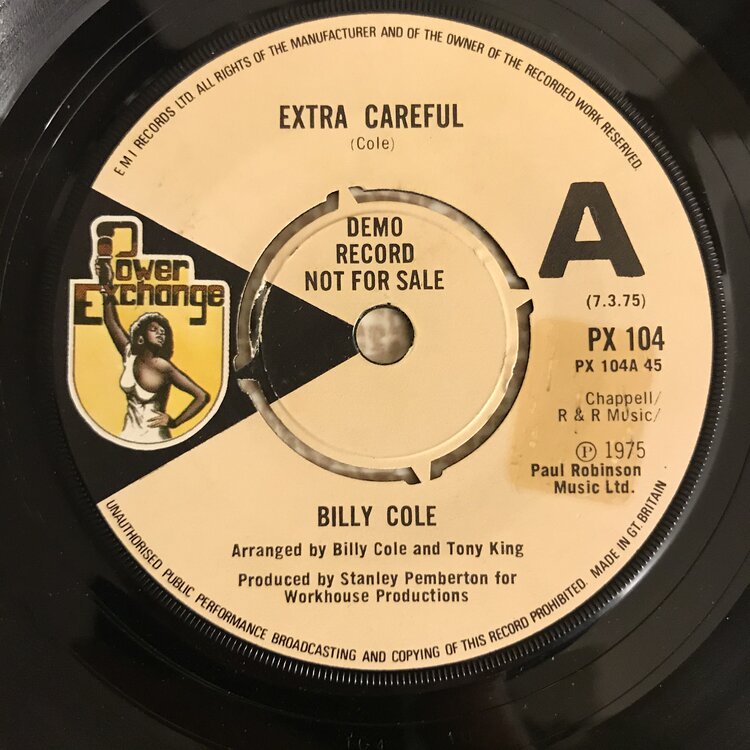 E M I RECORDS LTD. ALL RIGHTS OF THE MANUFACTURER AND OF THE OWNER OF THE RECORDED WORK RESERVED.
EXTRA CAREFUL
(Cole)
DEMO
RECORD
NOT FOR SALE
A
Power
Exchange
(7.3.75)
PX 104
PX 104A 45
Chappell/
R & R Music/
Ⓟ 1975
Paul Robinson
Music Ltd.
BILLY COLE
Arranged by Billy Cole and Tony King
Produced by Stanley Pemberton for
Workhouse Productions
UNAUTHORISED PUBLIC PERFORMANCE BROADCASTING AND COPYING OF THIS RECORD PROHIBITED. MADE IN GT. BRITAIN